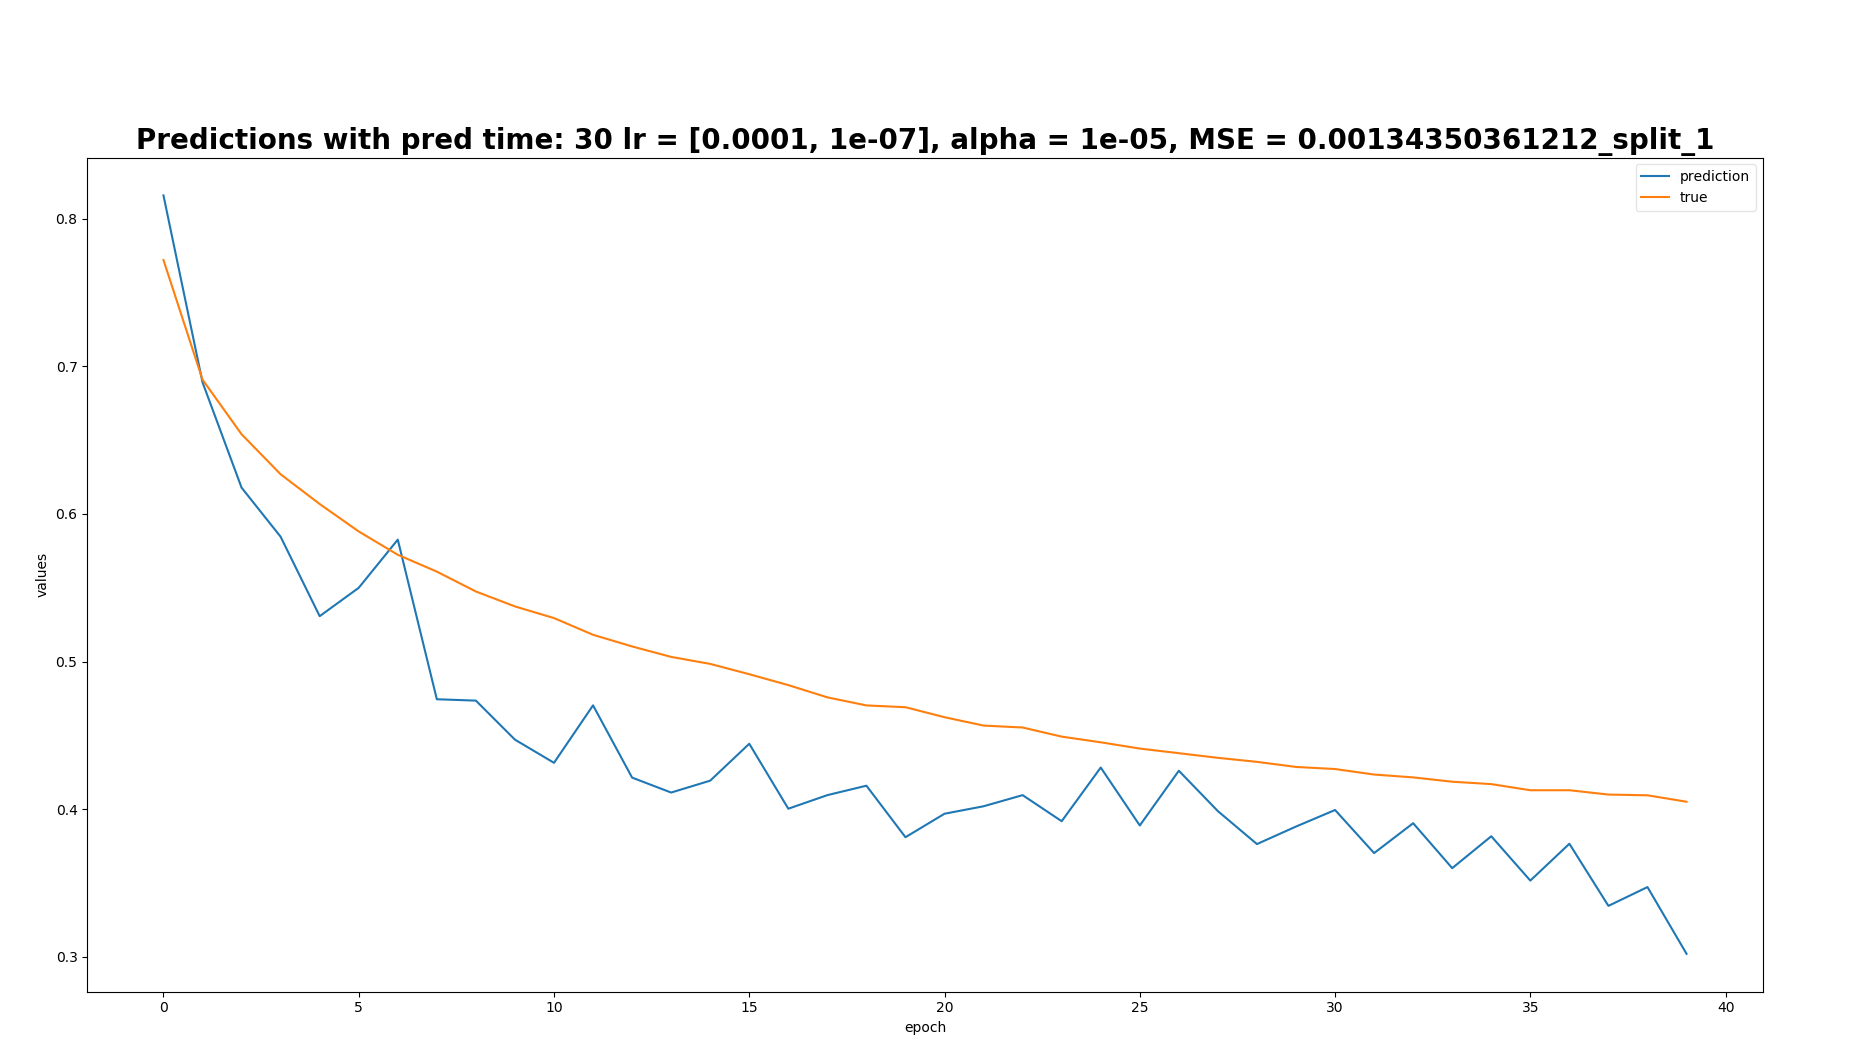 Predictions with pred time: 30 lr = [0.0001, 1e-07], alpha = 1e-05, MSE = 0.00134350361212_split_1
prediction
true
0.8
0.7
0.6
0.5
0.4
0.3
values
0 5 10 15 20 25 30 35 40
epoch